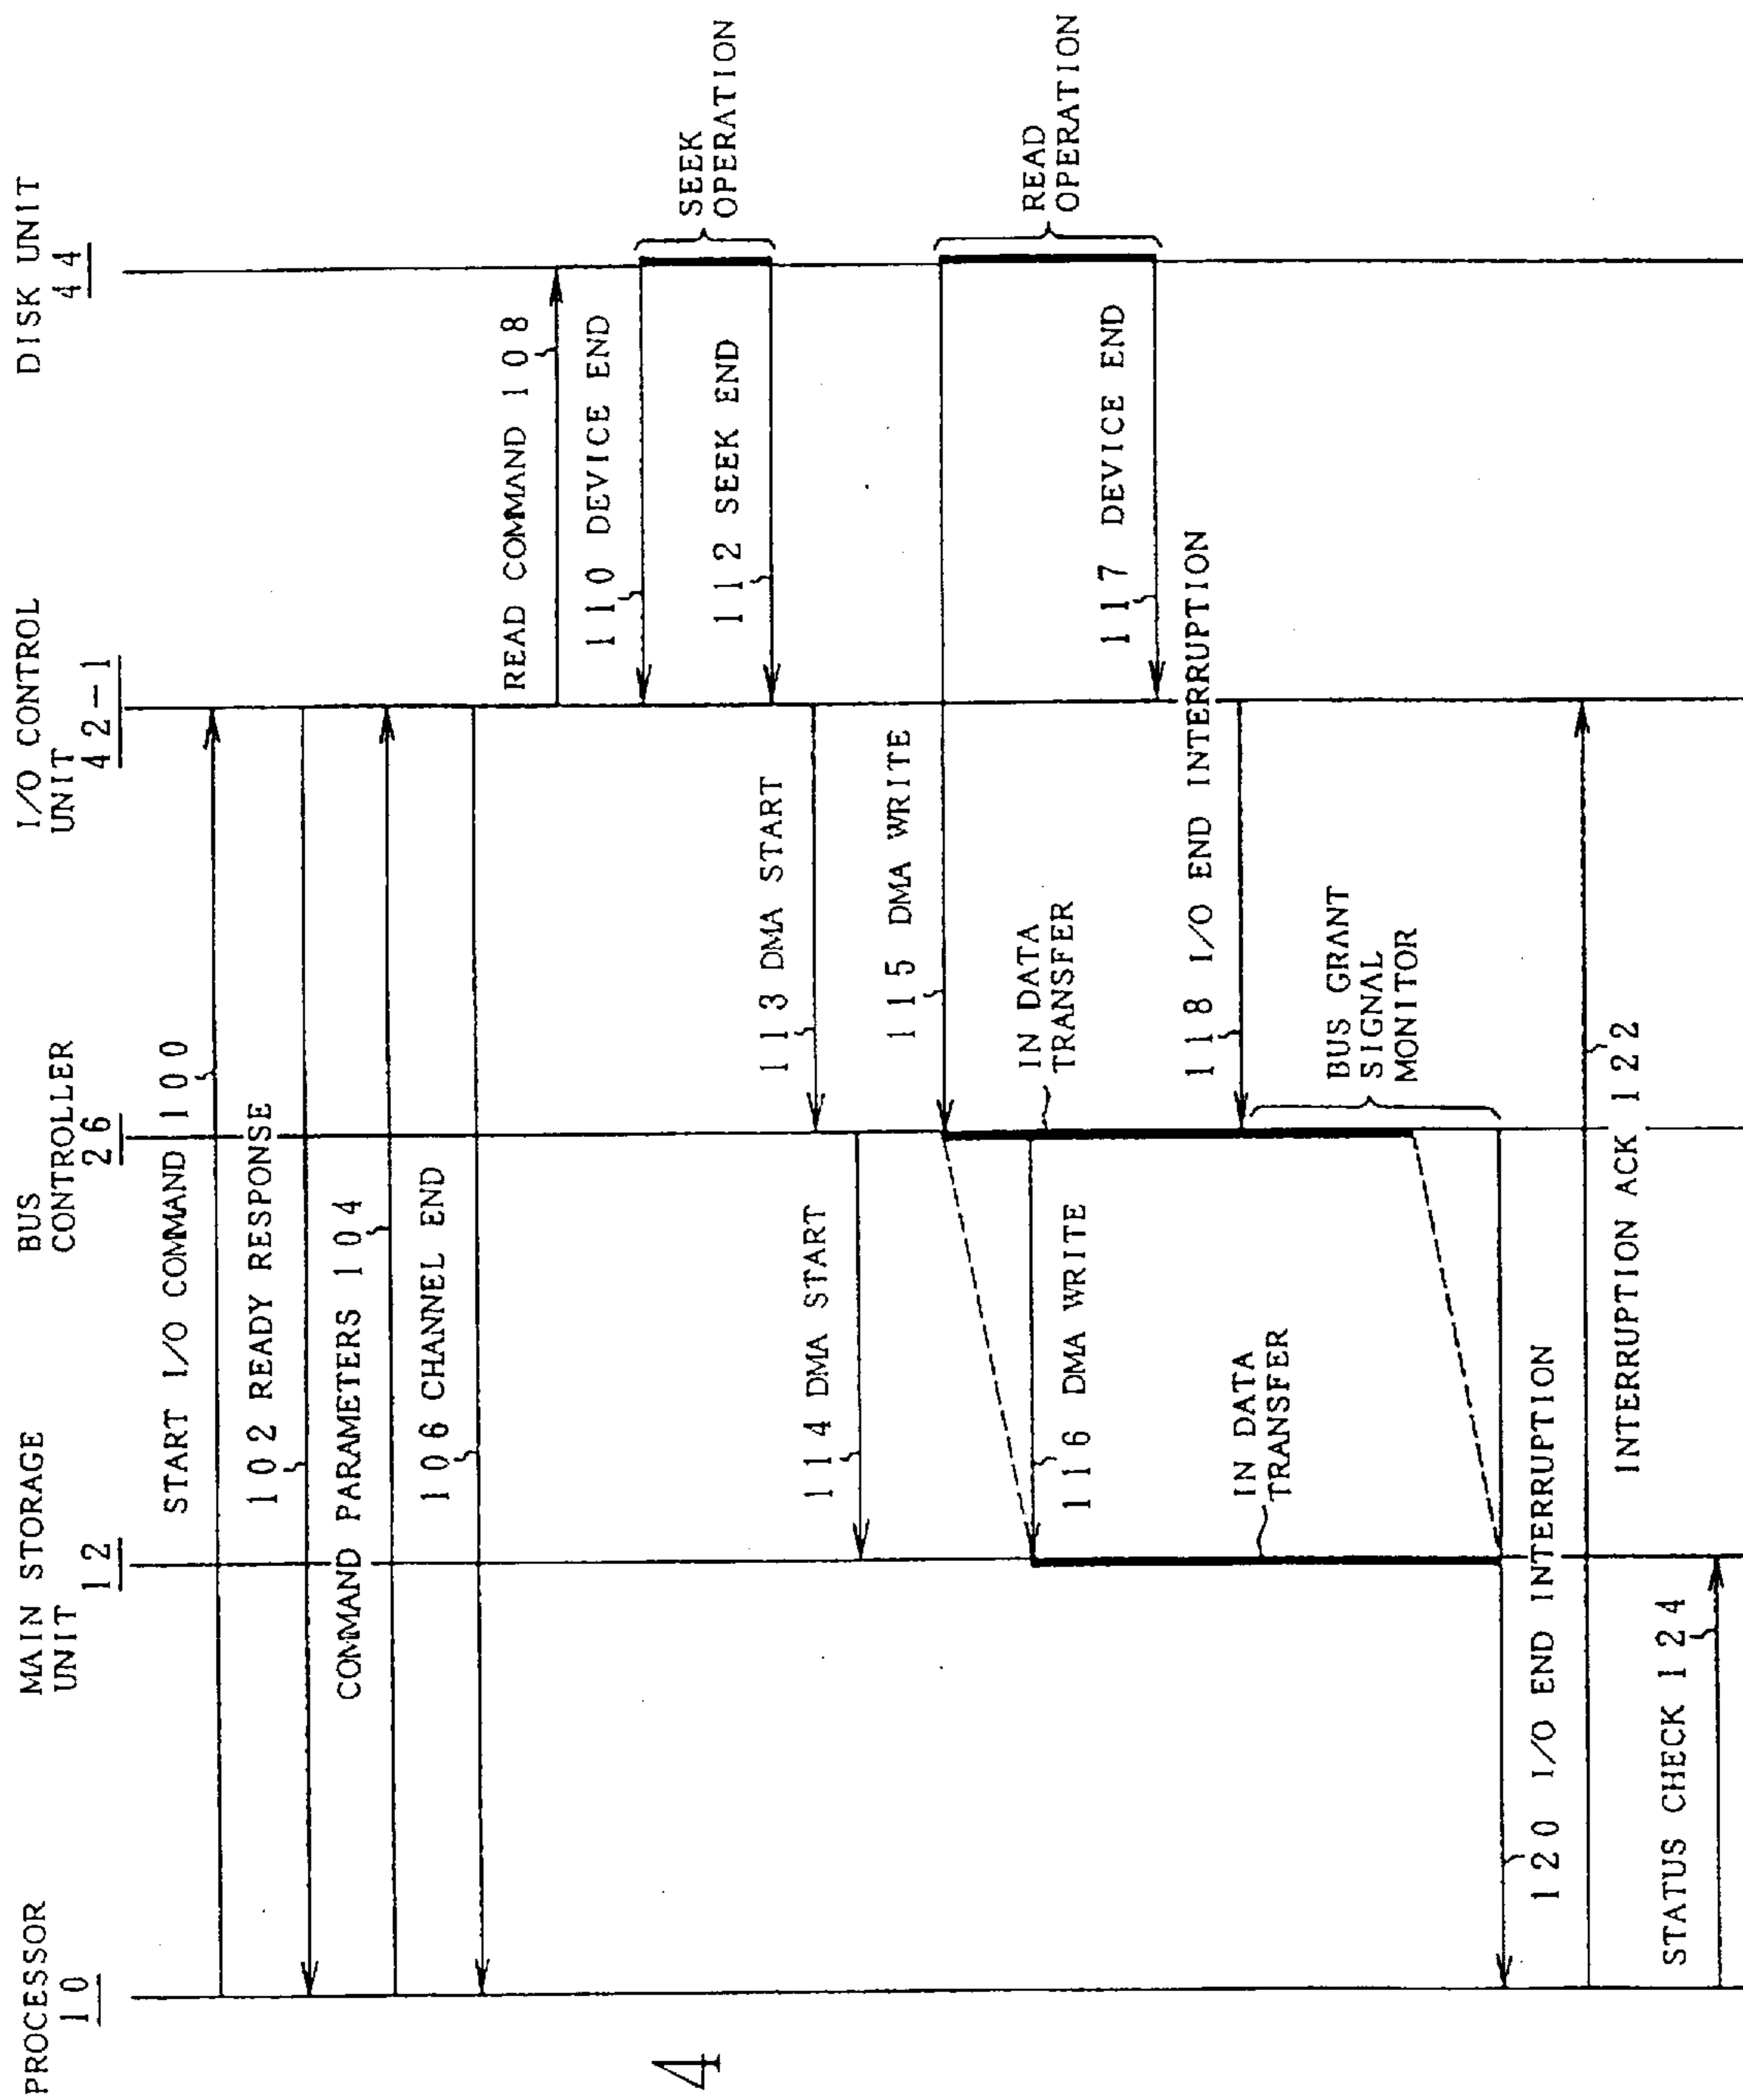 PROCESSOR
10
MAIN STORAGE
UNIT
12
BUS
CONTROLLER
26
I/O CONTROL
UNIT
42-1
DISK UNIT
44
START I/O COMMAND 100
102 READY RESPONSE
COMMAND PARAMETERS 104
106 CHANNEL END
READ COMMAND 108
110 DEVICE END
SEEK
OPERATION
112 SEEK END
113 DMA START
114 DMA START
115 DMA WRITE
READ
OPERATION
IN DATA
TRANSFER
116 DMA WRITE
117 DEVICE END
118 I/O END INTERRUPTION
IN DATA
TRANSFER
BUS GRANT
SIGNAL
MONITOR
120 I/O END INTERRUPTION
INTERRUPTION ACK 122
STATUS CHECK 124
4